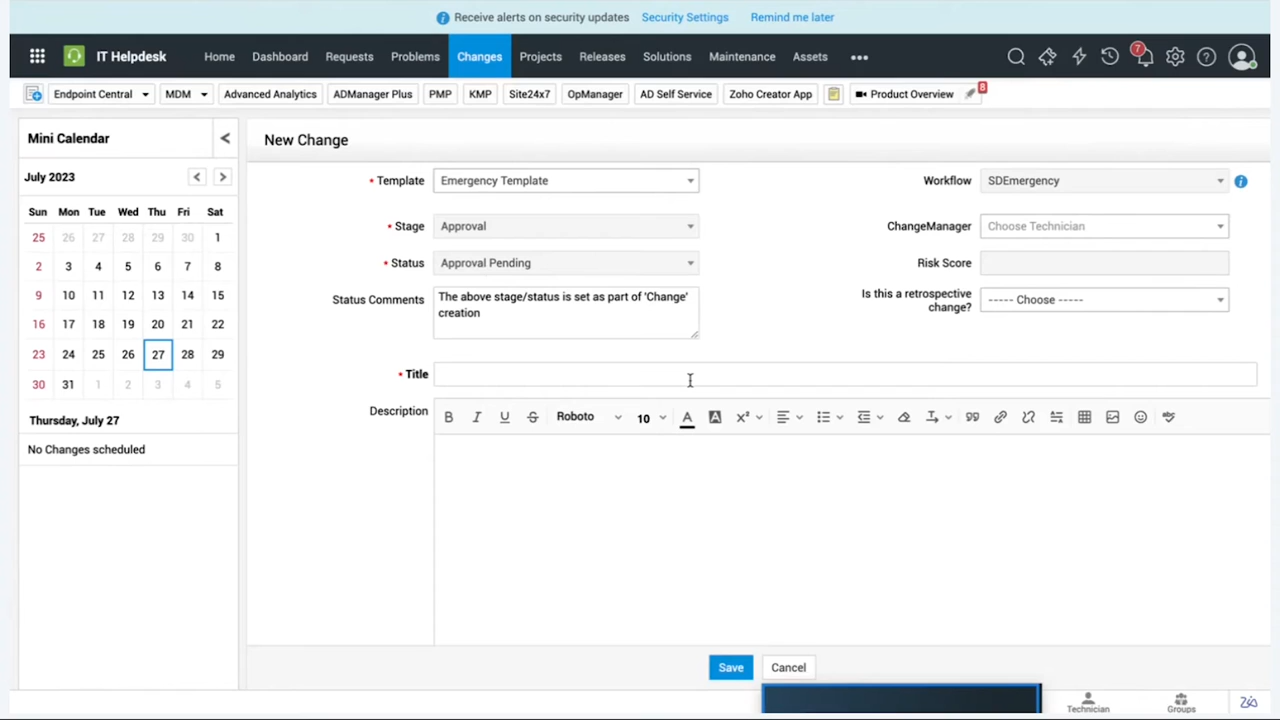 Receive alerts on security updates Security Settings Remind me later
IT Helpdesk Home Dashboard Requests Problems Changes Projects Releases Solutions Maintenance Assets 7
Endpoint Central MDM Advanced Analytics ADManager Plus PMP KMP Site24x7 OpManager AD Self Service Zoho Creator App Product Overview 8
Mini Calendar
July 2023
Sun Mon Tue Wed Thu Fri Sat
25 26 27 28 29 30 1
2 3 4 5 6 7 8
9 10 11 12 13 14 15
16 17 18 19 20 21 22
23 24 25 26 27 28 29
30 31 1 2 3 4 5
Thursday, July 27
No Changes scheduled
New Change
* Template Emergency Template Workflow SDEmergency
* Stage Approval ChangeManager Choose Technician
* Status Approval Pending Risk Score
Status Comments The above stage/status is set as part of 'Change'
creation
Is this a retrospective
change? ----- Choose -----
* Title
Description B I U S Roboto 10 A A X²
Save Cancel
Technician Groups Zia